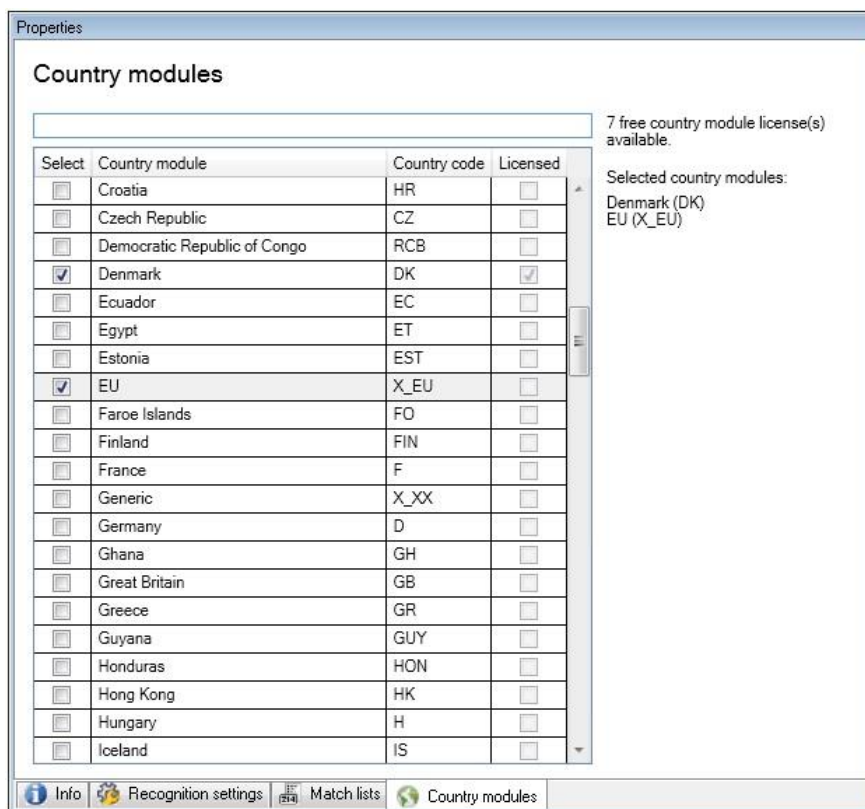 Properties
Country modules
7 free country module license(s)
available.
Selected country modules:
Denmark (DK)
EU (X_EU)
Select Country module Country code Licensed
Croatia HR
Czech Republic CZ
Democratic Republic of Congo RCB
Denmark DK
Ecuador EC
Egypt ET
Estonia EST
EU X_EU
Faroe Islands FO
Finland FIN
France F
Generic X_XX
Germany D
Ghana GH
Great Britain GB
Greece GR
Guyana GUY
Honduras HON
Hong Kong HK
Hungary H
Iceland IS
Info Recognition settings Match lists Country modules